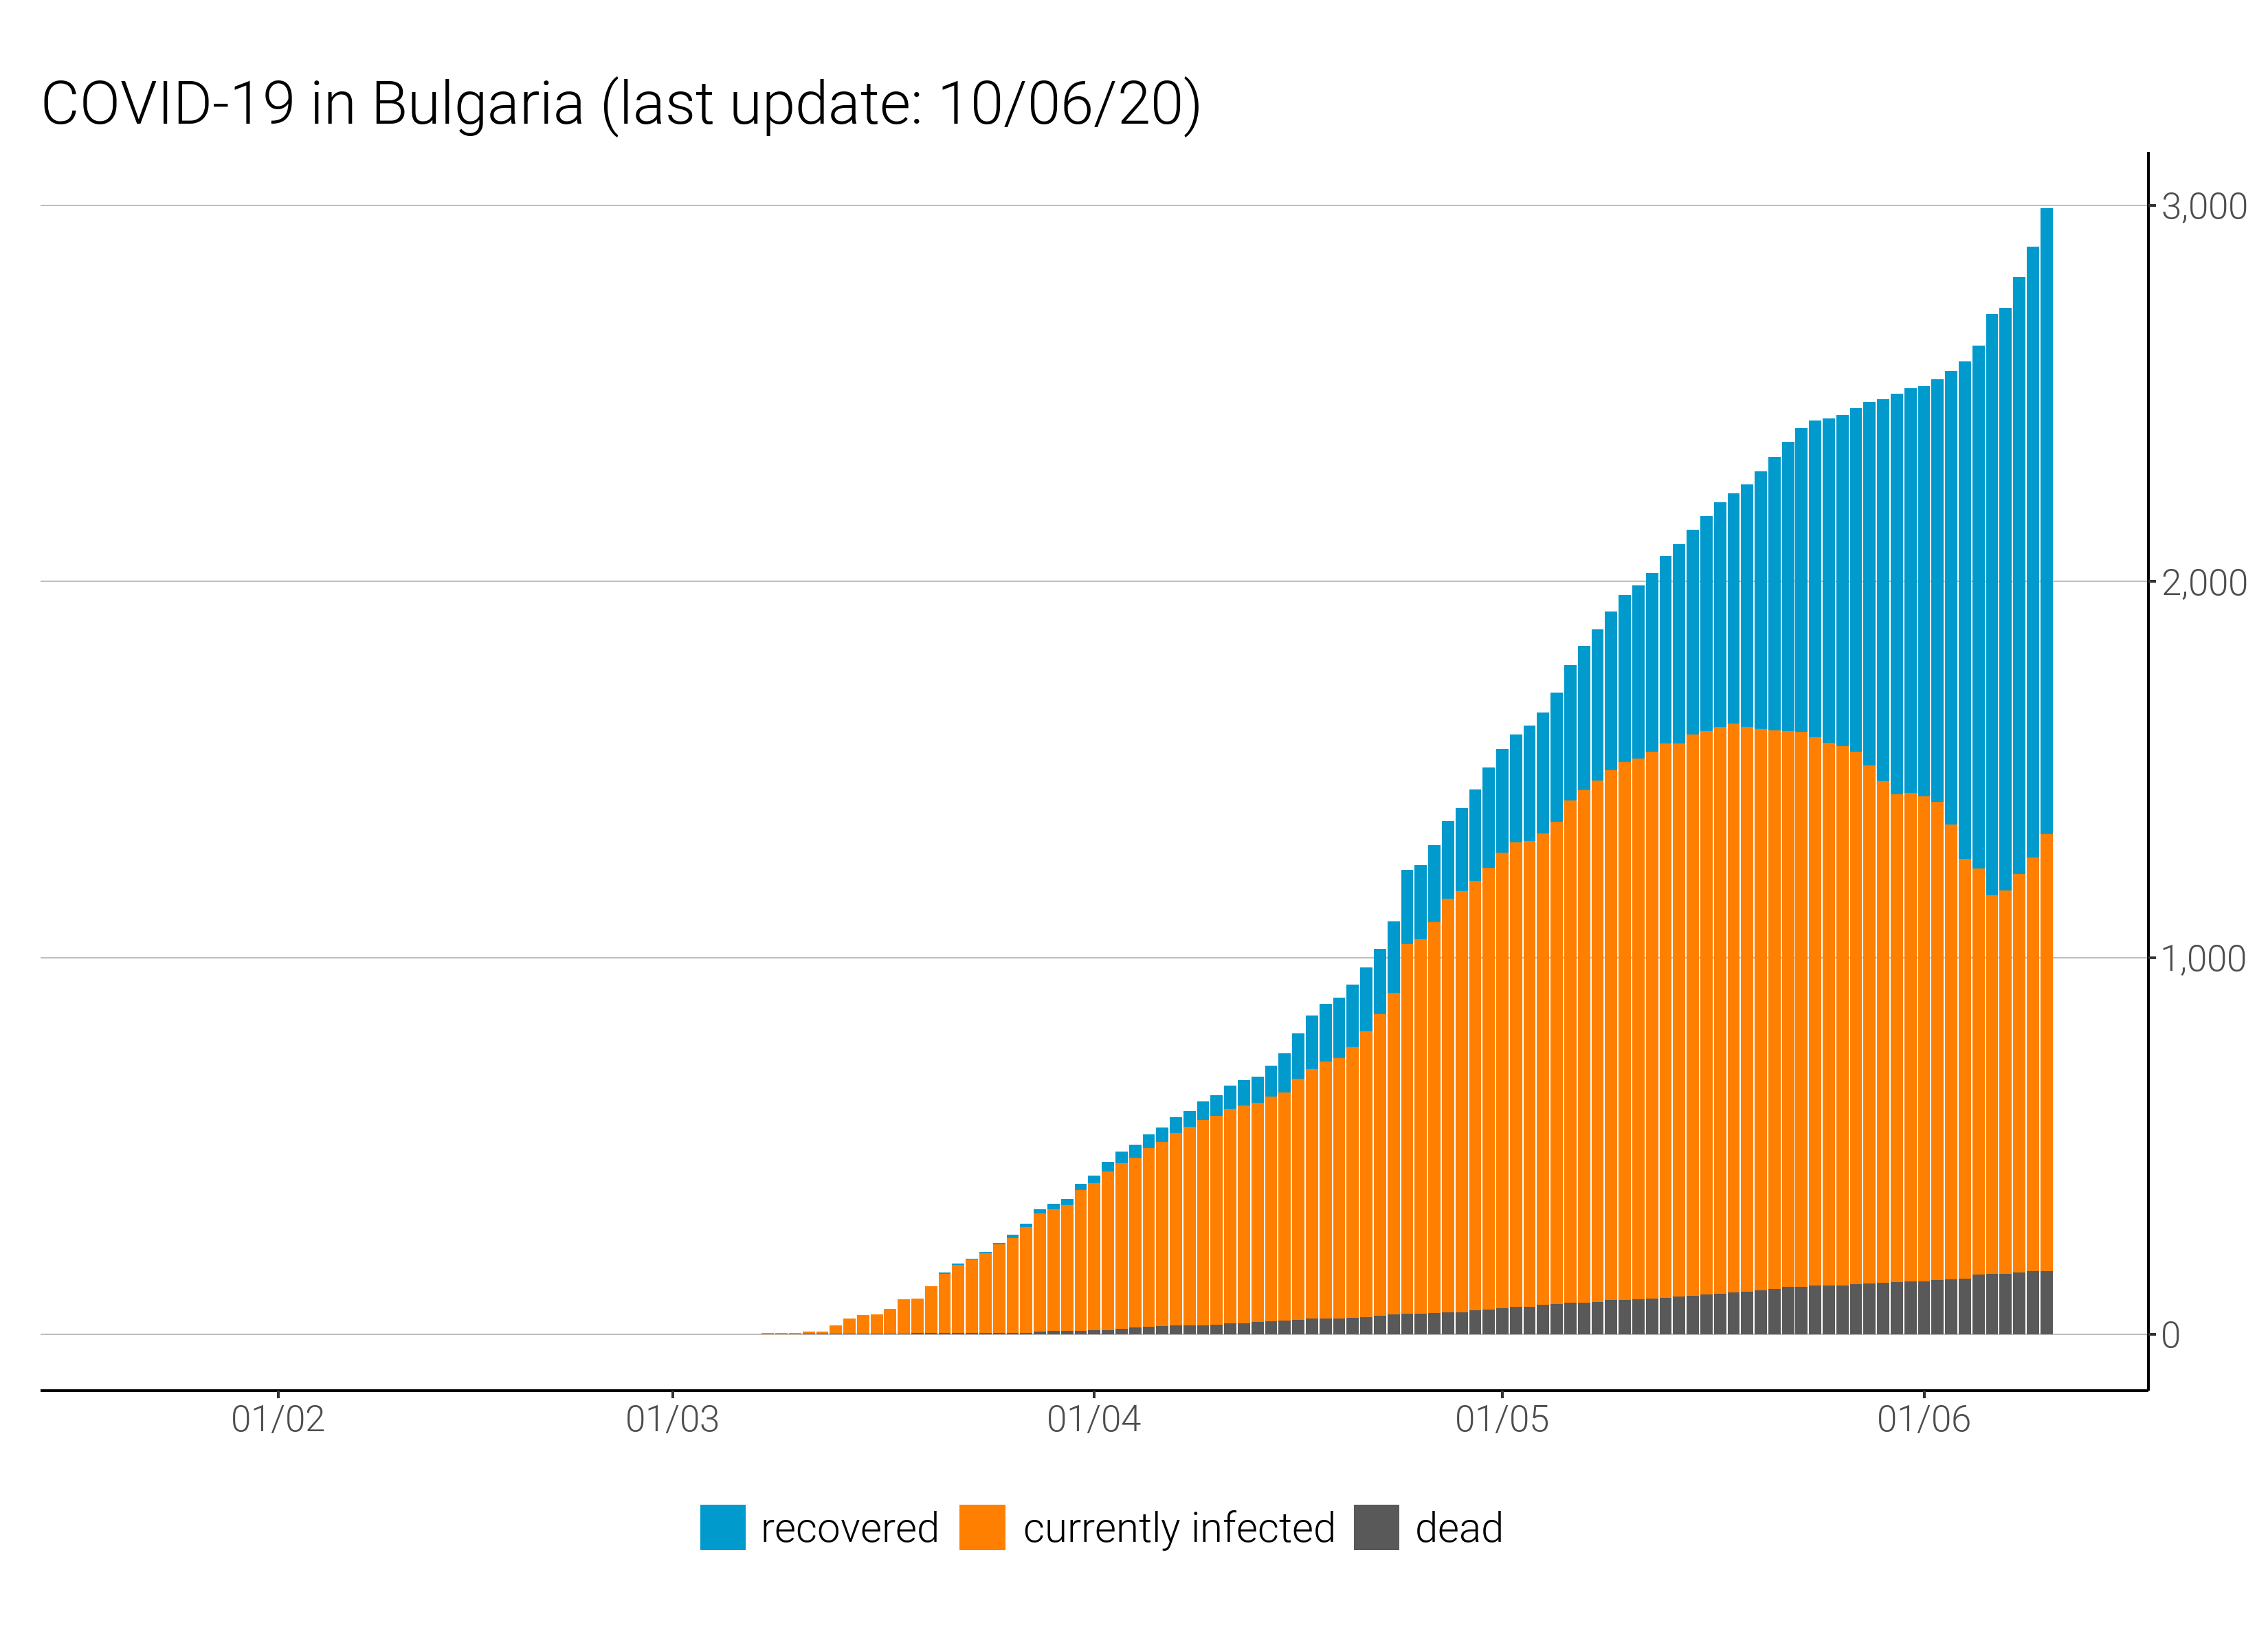 COVID-19 in Bulgaria (last update: 10/06/20)
3,000
2,000
1,000
0
01/02 01/03 01/04 01/05 01/06
recovered currently infected dead